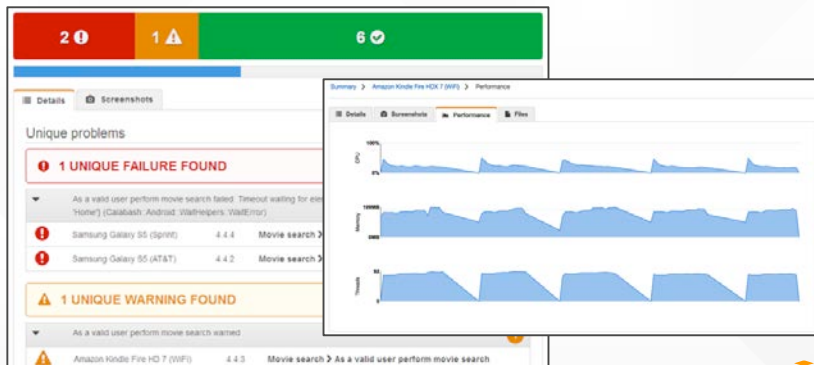 2
1
6
Details
Screenshots
Unique problems
1 UNIQUE FAILURE FOUND
As a valid user perform movie search failed Timeout waiting for
'Home'} (Calabash::Android::WaitHelpers::WaitError)
Samsung Galaxy S5 (Sprint) 4.4.4 Movie search
Samsung Galaxy S5 (AT&T) 4.4.2 Movie search
1 UNIQUE WARNING FOUND
As a valid user perform movie search warned
Amazon Kindle Fire HD 7 (WiFi) 4.4.3 Movie search > As a valid user perform movie search
Summary > Amazon Kindle Fire HDX 7 (WiFi) > Performance
Details Screenshots Performance Files
100%
CPU
0%
Memory
0MB
50
Threads
0